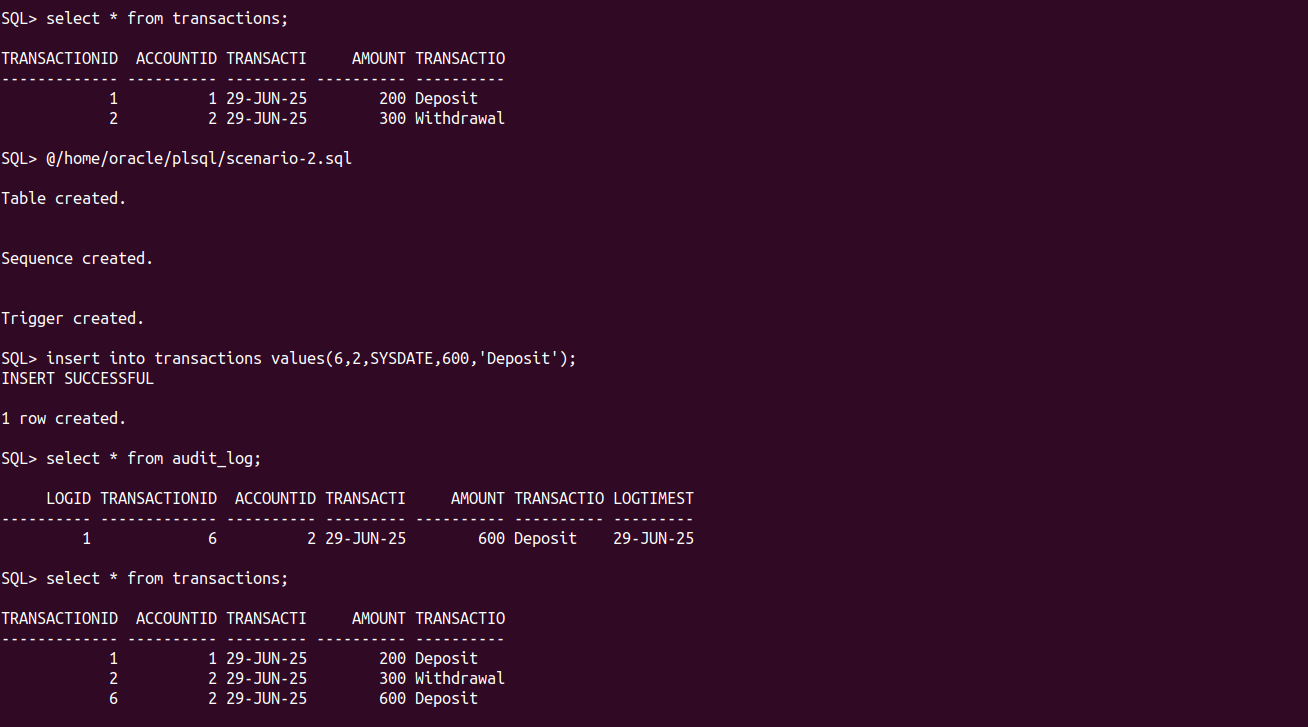 SQL> select * from transactions;
TRANSACTIONID  ACCOUNTID TRANSACTI     AMOUNT TRANSACTIO
------------- ---------- --------- ---------- ----------
            1          1 29-JUN-25        200 Deposit
            2          2 29-JUN-25        300 Withdrawal
SQL> @/home/oracle/plsql/scenario-2.sql
Table created.
Sequence created.
Trigger created.
SQL> insert into transactions values(6,2,SYSDATE,600,'Deposit');
INSERT SUCCESSFUL
1 row created.
SQL> select * from audit_log;
     LOGID TRANSACTIONID  ACCOUNTID TRANSACTI     AMOUNT TRANSACTIO LOGTIMEST
---------- ------------- ---------- --------- ---------- ---------- ---------
         1             6          2 29-JUN-25        600 Deposit    29-JUN-25
SQL> select * from transactions;
TRANSACTIONID  ACCOUNTID TRANSACTI     AMOUNT TRANSACTIO
------------- ---------- --------- ---------- ----------
            1          1 29-JUN-25        200 Deposit
            2          2 29-JUN-25        300 Withdrawal
            6          2 29-JUN-25        600 Deposit